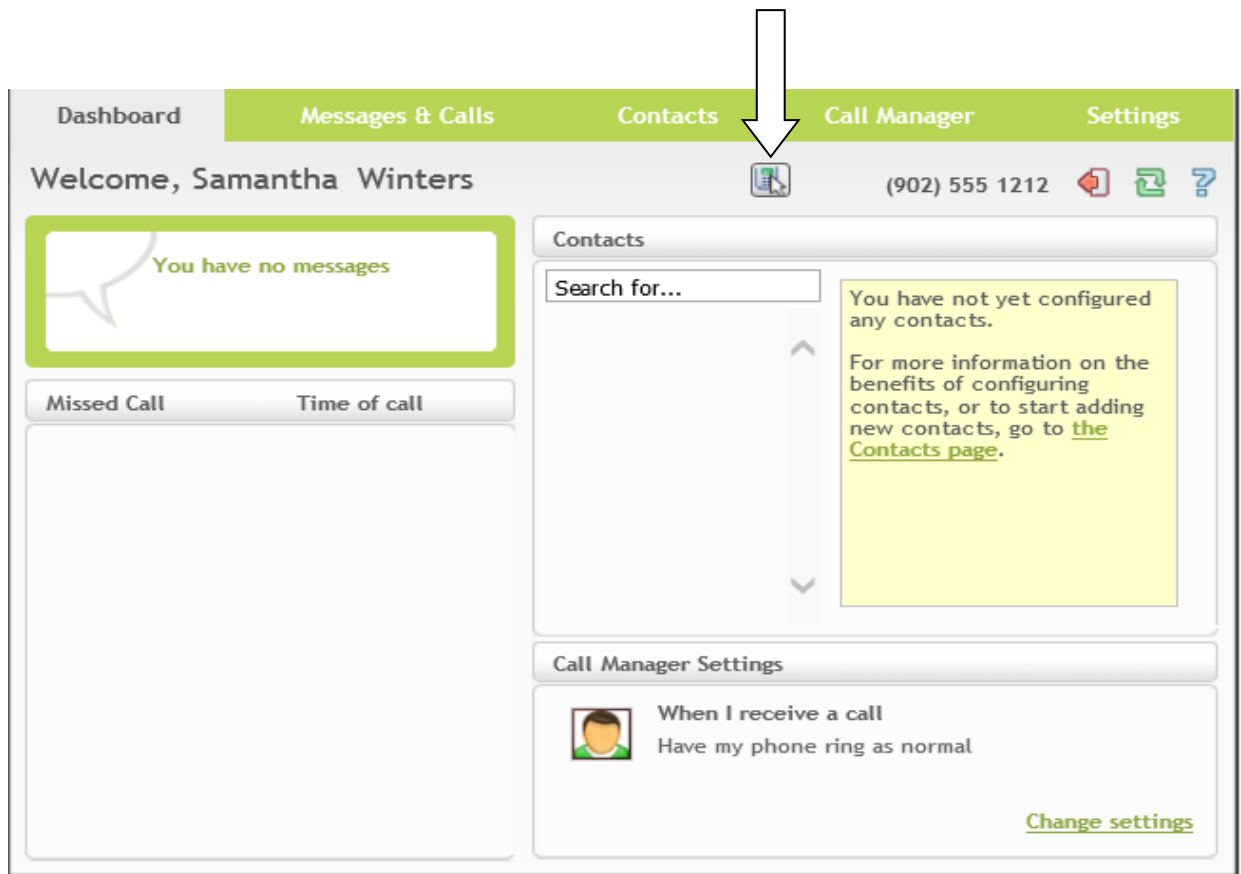 Dashboard Messages & Calls Contacts Call Manager Settings
Welcome, Samantha Winters
(902) 555 1212
You have no messages
Missed Call Time of call
Contacts
Search for...
You have not yet configured
any contacts.
For more information on the
benefits of configuring
contacts, or to start adding
new contacts, go to the
Contacts page.
Call Manager Settings
When I receive a call
Have my phone ring as normal
Change settings